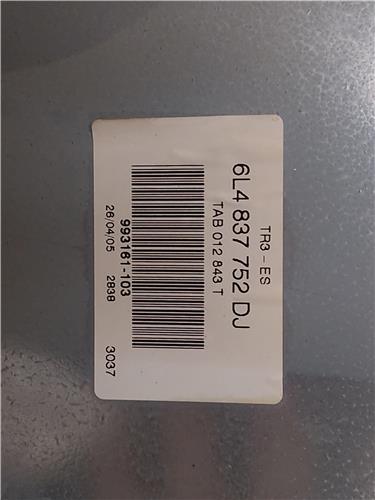 TR3-ES
6L4 837 752 DJ
TAB 012 843 T
993161-103
26/04/05 2838 3037